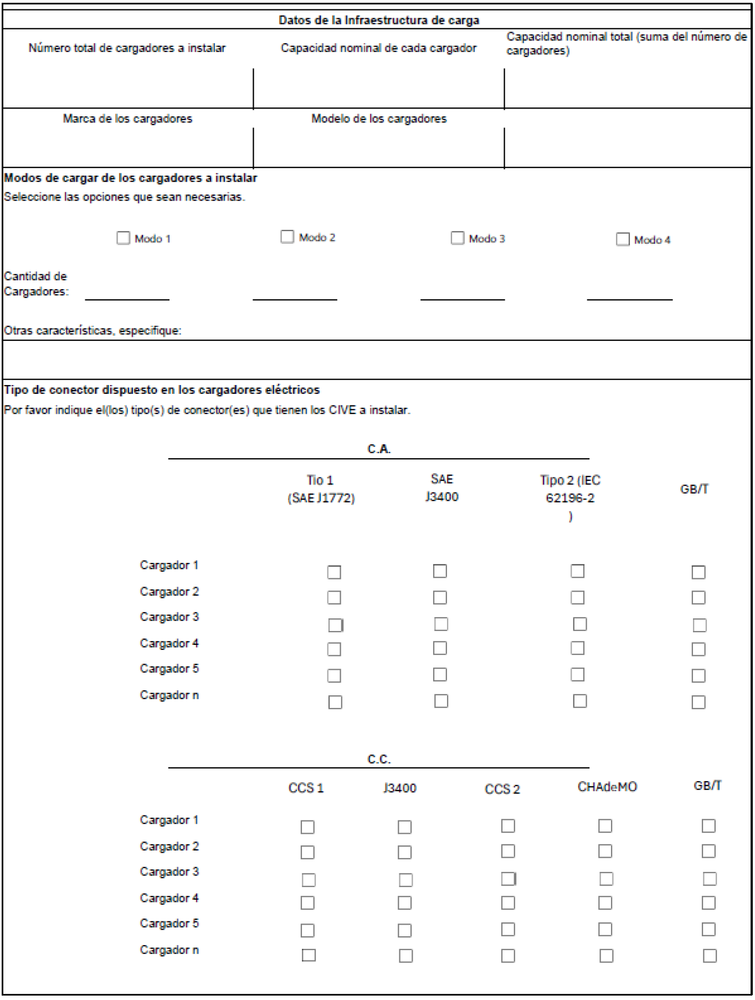 Datos de la Infraestructura de carga
Número total de cargadores a instalar
Capacidad nominal de cada cargador
Capacidad nominal total (suma del número de
cargadores)
Marca de los cargadores
Modelo de los cargadores
Modos de cargar de los cargadores a instalar
Seleccione las opciones que sean necesarias.
Modo 1
Modo 2
Modo 3
Modo 4
Cantidad de
Cargadores:
Otras características, especifique:
Tipo de conector dispuesto en los cargadores eléctricos
Por favor indique el(los) tipo(s) de conector(es) que tienen los CIVE a instalar.
C.A.
Tio 1
(SAE J1772)
SAE
J3400
Tipo 2 (IEC
62196-2
)
GB/T
Cargador 1
Cargador 2
Cargador 3
Cargador 4
Cargador 5
Cargador n
C.C.
CCS 1
J3400
CCS 2
CHAdeMO
GB/T
Cargador 1
Cargador 2
Cargador 3
Cargador 4
Cargador 5
Cargador n